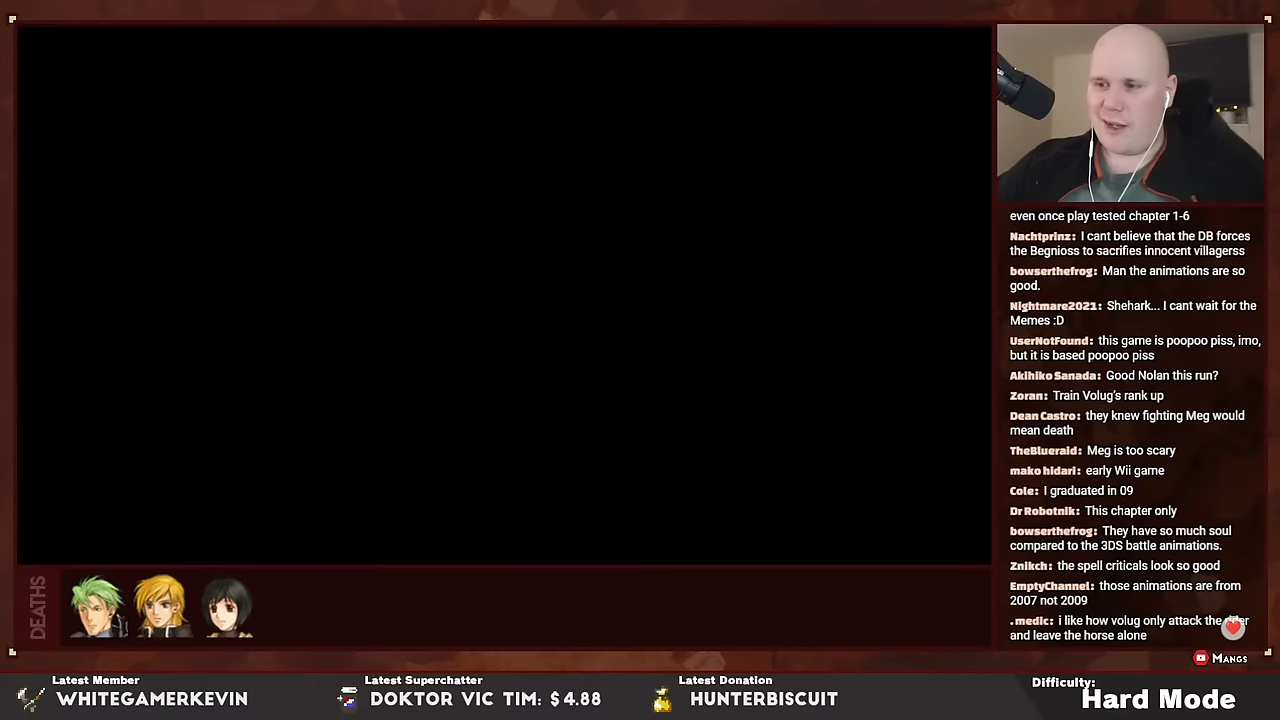 even once play tested chapter 1-6
Nachtprinz: I cant believe that the DB forces
the Begnioss to sacrifies innocent villagerss
bowserthefrog: Man the animations are so
good.
Nightmare2021: Shehark... I cant wait for the
Memes :D
UserNotFound: this game is poopoo piss, imo,
but it is based poopoo piss
Akihiko Sanada: Good Nolan this run?
Zoran: Train Volug's rank up
Dean Castro: they knew fighting Meg would
mean death
TheBlueraid: Meg is too scary
mako hidari: early Wii game
Cole: I graduated in 09
Dr Robotnik: This chapter only
bowserthefrog: They have so much soul
compared to the 3DS battle animations.
Znikch: the spell criticals look so good
EmptyChannel: those animations are from
2007 not 2009
.medic: i like how volug only attack the rider
and leave the horse alone
DEATHS
Mangs
Latest Member
WHITEGAMERKEVIN
Latest Superchatter
DOKTOR VIC TIM: $4.88
Latest Donation
HUNTERBISCUIT
Difficulty:
Hard Mode